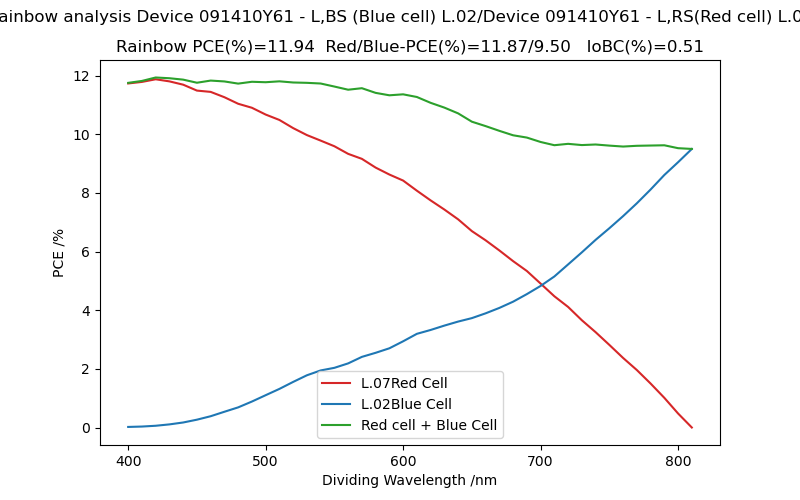 ainbow analysis Device 091410Y61 - L,BS (Blue cell) L.02/Device 091410Y61 - L,RS(Red cell) L.0
Rainbow PCE(%)=11.94 Red/Blue-PCE(%)=11.87/9.50 IoBC(%)=0.51
12
10
8
6
4
2
0
PCE /%
L.07Red Cell
L.02Blue Cell
Red cell + Blue Cell
400 500 600 700 800
Dividing Wavelength /nm